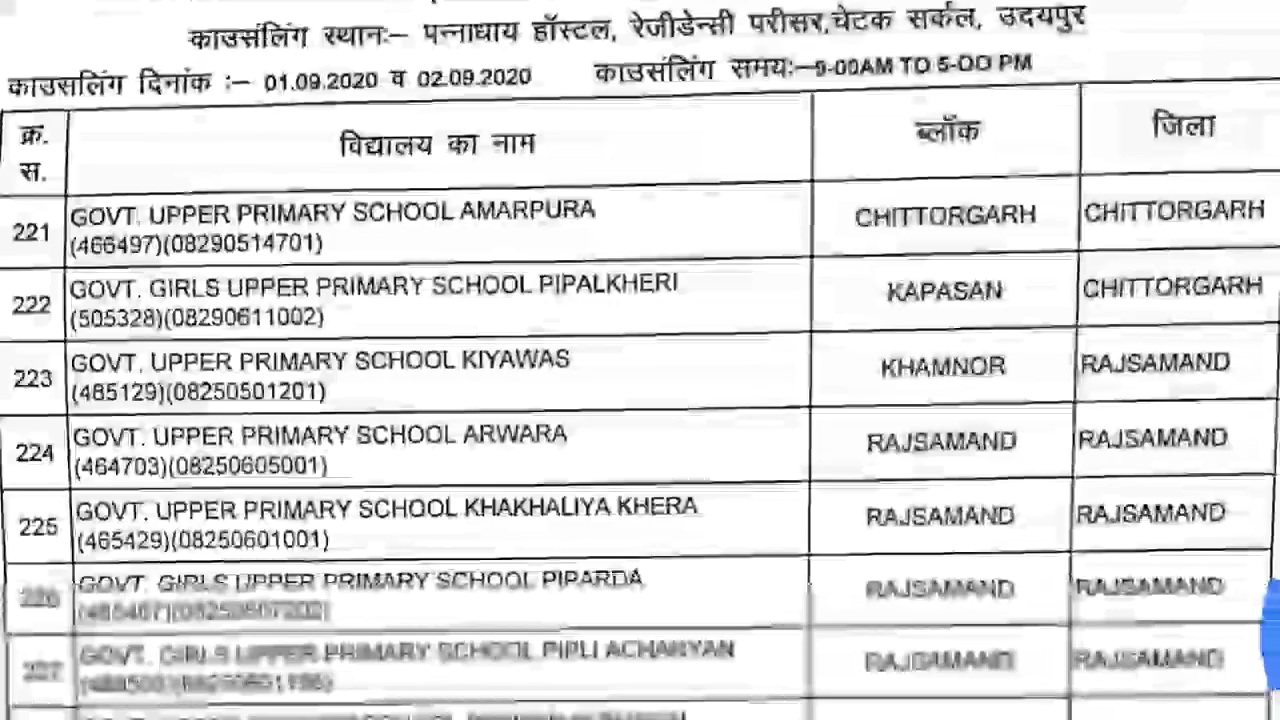 काउसंलिंग स्थानः– पन्नाधाय हॉस्टल, रेजीडेन्सी परीसर,चेटक सर्कल, उदयपुर
काउसलिंग दिनांक :– 01.09.2020 व 02.09.2020 काउसंलिंग समयः–9-00AM TO 5-OO PM
क्र. स. विद्यालय का नाम ब्लॉक जिला
221 GOVT. UPPER PRIMARY SCHOOL AMARPURA CHITTORGARH CHITTORGARH
(466497)(08290514701)
222 GOVT. GIRLS UPPER PRIMARY SCHOOL PIPALKHERI KAPASAN CHITTORGARH
(505328)(08290611002)
223 GOVT. UPPER PRIMARY SCHOOL KIYAWAS KHAMNOR RAJSAMAND
(485129)(08250501201)
224 GOVT. UPPER PRIMARY SCHOOL ARWARA RAJSAMAND RAJSAMAND
(464703)(08250605001)
225 GOVT. UPPER PRIMARY SCHOOL KHAKHALIYA KHERA RAJSAMAND RAJSAMAND
(465429)(08250601001)
226 GOVT. GIRLS UPPER PRIMARY SCHOOL PIPARDA RAJSAMAND RAJSAMAND
227 GOVT. GIRLS UPPER PRIMARY SCHOOL PIPLI ACHARIYAN RAJSAMAND RAJSAMAND